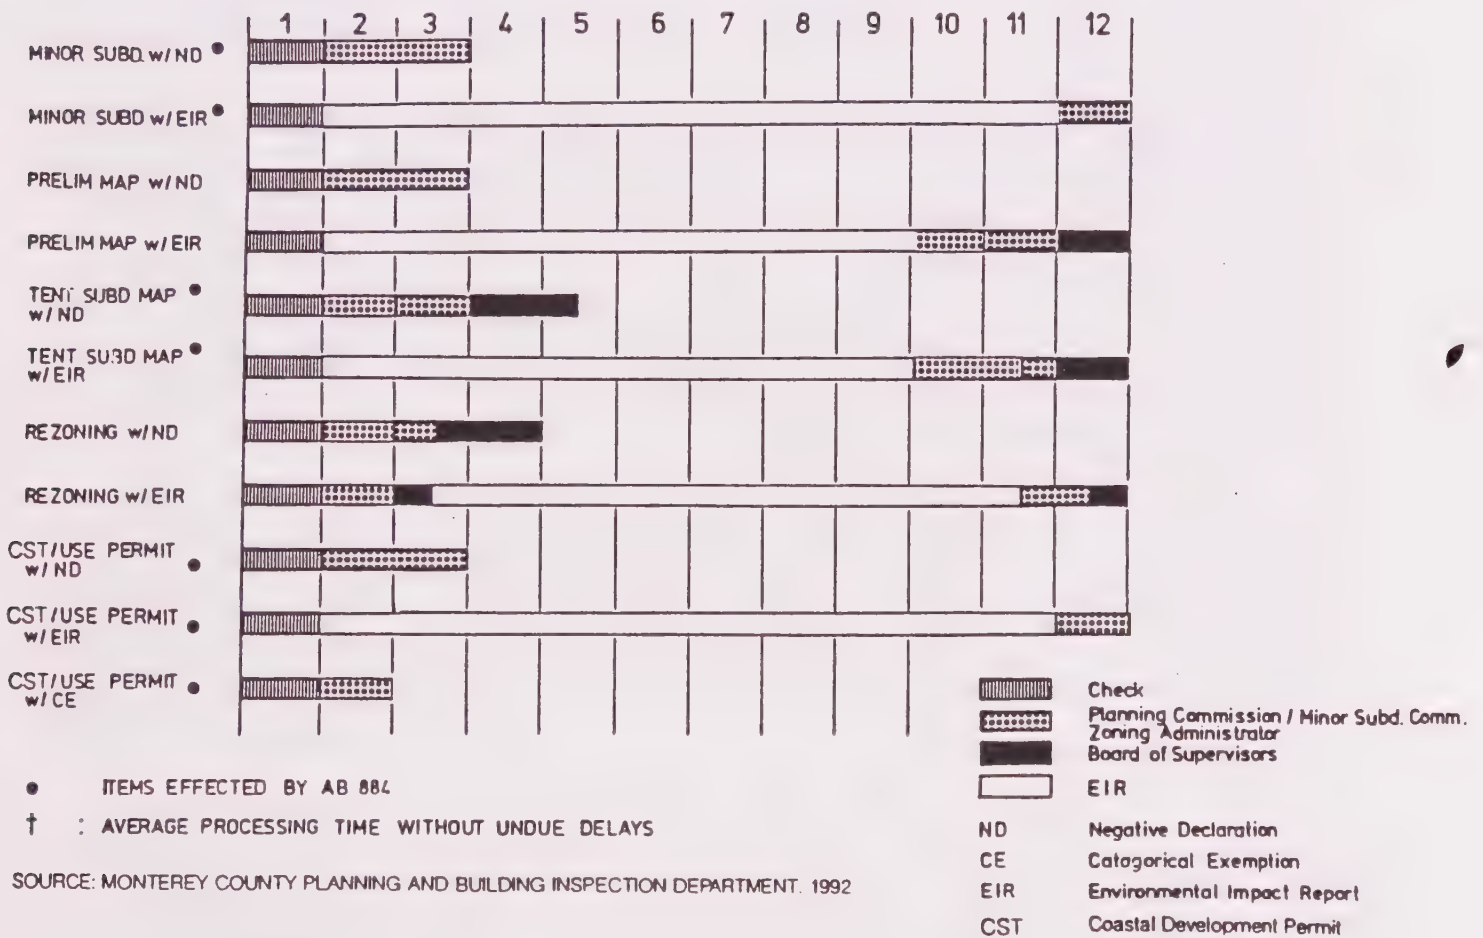 1 2 3 4 5 6 7 8 9 10 11 12
MINOR SUBD. w/ND ●
MINOR SUBD w/EIR ●
PRELIM MAP w/ND
PRELIM MAP w/EIR
TENT SUBD MAP ●
w/ND
TENT SUBD MAP ●
w/EIR
REZONING w/ND
REZONING w/EIR
CST/USE PERMIT
w/ND ●
CST/USE PERMIT
w/EIR ●
CST/USE PERMIT
w/CE ●
Check
Planning Commission / Minor Subd. Comm.
Zoning Administrator
Board of Supervisors
EIR
● ITEMS EFFECTED BY AB 884
† : AVERAGE PROCESSING TIME WITHOUT UNDUE DELAYS
SOURCE: MONTEREY COUNTY PLANNING AND BUILDING INSPECTION DEPARTMENT. 1992
ND Negative Declaration
CE Catagorical Exemption
EIR Environmental Impact Report
CST Coastal Development Permit